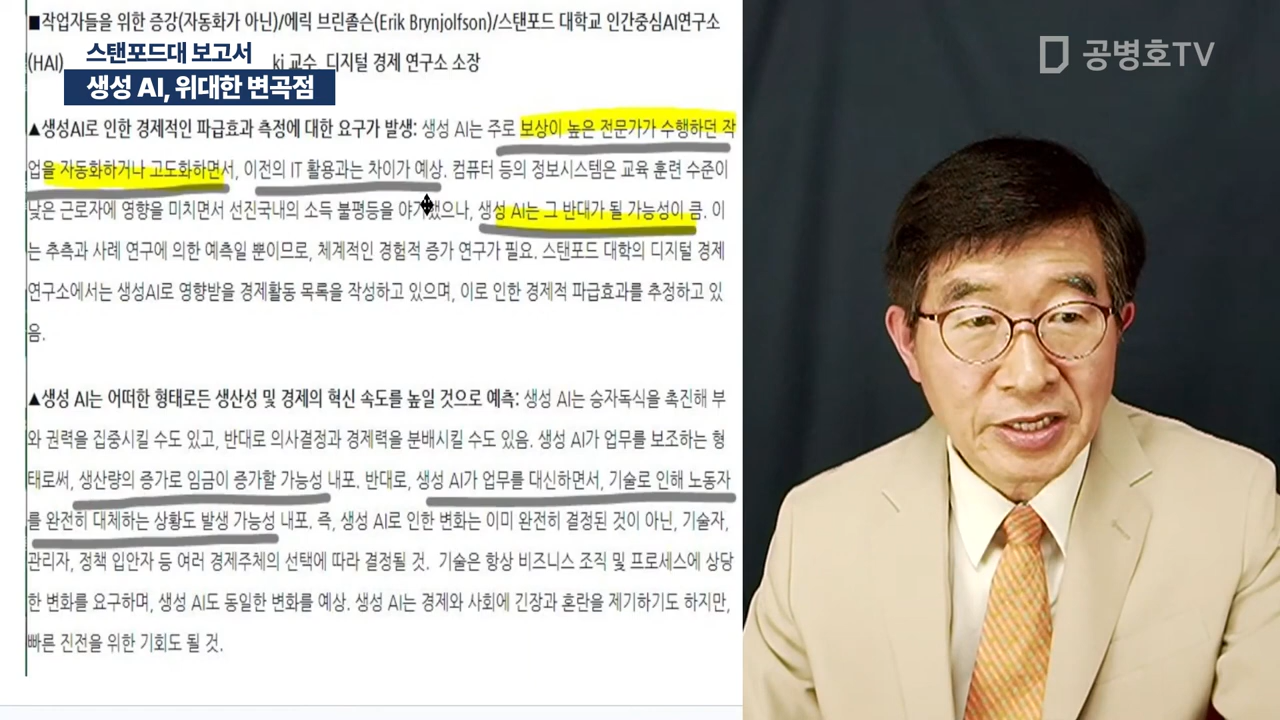 ■작업자들을 위한 증강(자동화가 아닌)/에릭 브린졸슨(Erik Brynjolfson)/스탠포드 대학교 인간중심AI연구소
(HAI)
ki 교수 디지털 경제 연구소 소장
스탠포드대 보고서
생성 AI, 위대한 변곡점
▲생성AI로 인한 경제적인 파급효과 측정에 대한 요구가 발생: 생성 AI는 주로 보상이 높은 전문가가 수행하던 작
업을 자동화하거나 고도화하면서, 이전의 IT 활용과는 차이가 예상. 컴퓨터 등의 정보시스템은 교육 훈련 수준이
낮은 근로자에 영향을 미치면서 선진국내의 소득 불평등을 야기했으나, 생성 AI는 그 반대가 될 가능성이 큼. 이
는 추측과 사례 연구에 의한 예측일 뿐이므로, 체계적인 경험적 증가 연구가 필요. 스탠포드 대학의 디지털 경제
연구소에서는 생성AI로 영향받을 경제활동 목록을 작성하고 있으며, 이로 인한 경제적 파급효과를 추정하고 있
음.
▲생성 AI는 어떠한 형태로든 생산성 및 경제의 혁신 속도를 높일 것으로 예측: 생성 AI는 승자독식을 촉진해 부
와 권력을 집중시킬 수도 있고, 반대로 의사결정과 경제력을 분배시킬 수도 있음. 생성 AI가 업무를 보조하는 형
태로써, 생산량의 증가로 임금이 증가할 가능성 내포. 반대로, 생성 AI가 업무를 대신하면서, 기술로 인해 노동자
를 완전히 대체하는 상황도 발생 가능성 내포. 즉, 생성 AI로 인한 변화는 이미 완전히 결정된 것이 아닌, 기술자,
관리자, 정책 입안자 등 여러 경제주체의 선택에 따라 결정될 것. 기술은 항상 비즈니스 조직 및 프로세스에 상당
한 변화를 요구하며, 생성 AI도 동일한 변화를 예상. 생성 AI는 경제와 사회에 긴장과 혼란을 제기하기도 하지만,
빠른 진전을 위한 기회도 될 것.
공병호TV